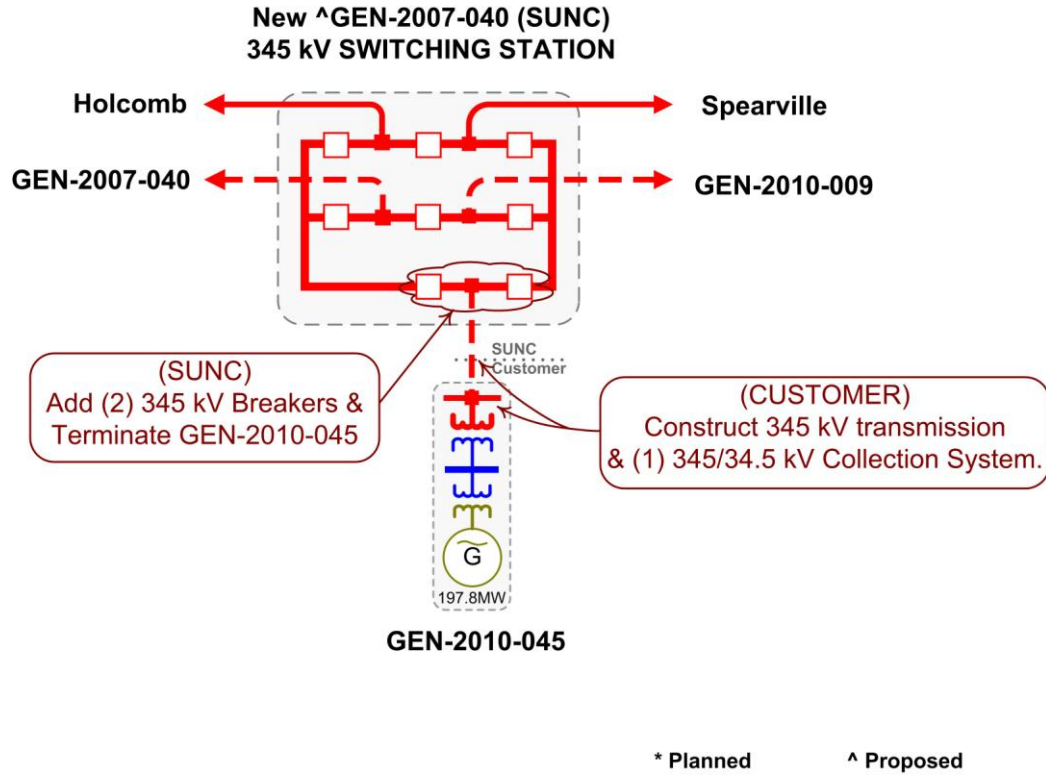 New ^GEN-2007-040 (SUNC)
345 kV SWITCHING STATION
Holcomb
Spearville
GEN-2007-040
GEN-2010-009
SUNC
Customer
(SUNC)
Add (2) 345 kV Breakers &
Terminate GEN-2010-045
(CUSTOMER)
Construct 345 kV transmission
& (1) 345/34.5 kV Collection System.
G
197.8MW
GEN-2010-045
* Planned
^ Proposed